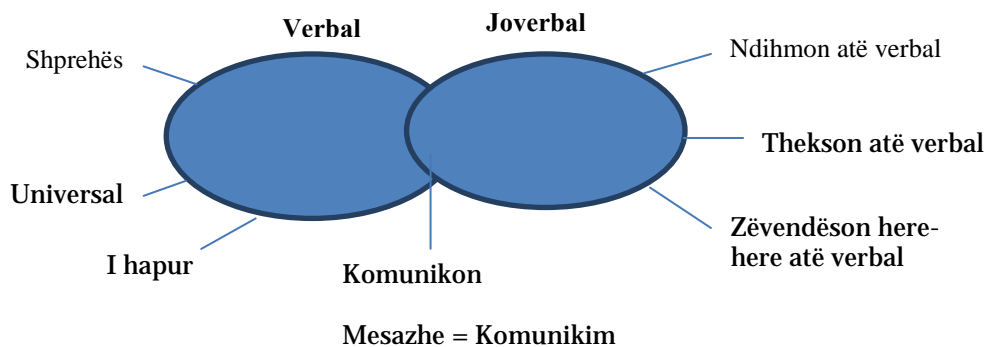 Verbal
Joverbal
Shprehës
Ndihmon atë verbal
Thekson atë verbal
Universal
Zëvendëson here-
here atë verbal
I hapur
Komunikon
Mesazhe = Komunikim